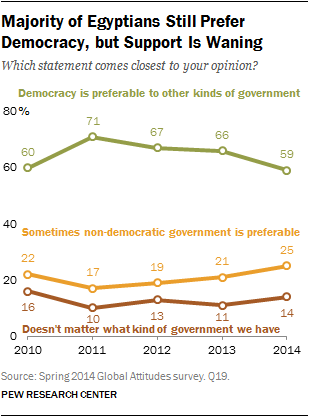 Majority of Egyptians Still Prefer
Democracy, but Support Is Waning
Which statement comes closest to your opinion?
Democracy is preferable to other kinds of government
80%
71
67
66
60
59
60
40
Sometimes non-democratic government is preferable
22
17
19
21
25
20
16
10
13
11
14
Doesn't matter what kind of government we have
0
2010 2011 2012 2013 2014
Source: Spring 2014 Global Attitudes survey. Q19.
PEW RESEARCH CENTER